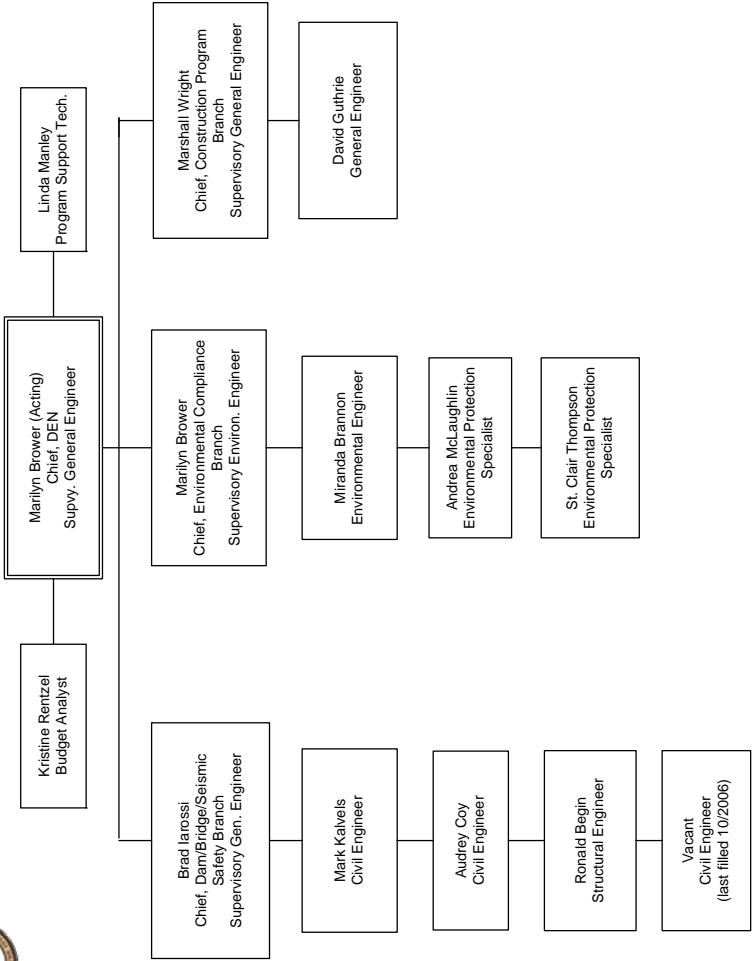 Marilyn Brower (Acting)
Chief, DEN
Supvy. General Engineer
Kristine Rentzel
Budget Analyst
Linda Manley
Program Support Tech.
Brad Iarossi
Chief, Dam/Bridge/Seismic
Safety Branch
Supervisory Gen. Engineer
Mark Kalvels
Civil Engineer
Audrey Coy
Civil Engineer
Ronald Begin
Structural Engineer
Vacant
Civil Engineer
(last filled 10/2006)
Marilyn Brower
Chief, Environmental Compliance
Branch
Supervisory Environ. Engineer
Miranda Brannon
Environmental Engineer
Andrea McLaughlin
Environmental Protection
Specialist
St. Clair Thompson
Environmental Protection
Specialist
Marshall Wright
Chief, Construction Program
Branch
Supervisory General Engineer
David Guthrie
General Engineer